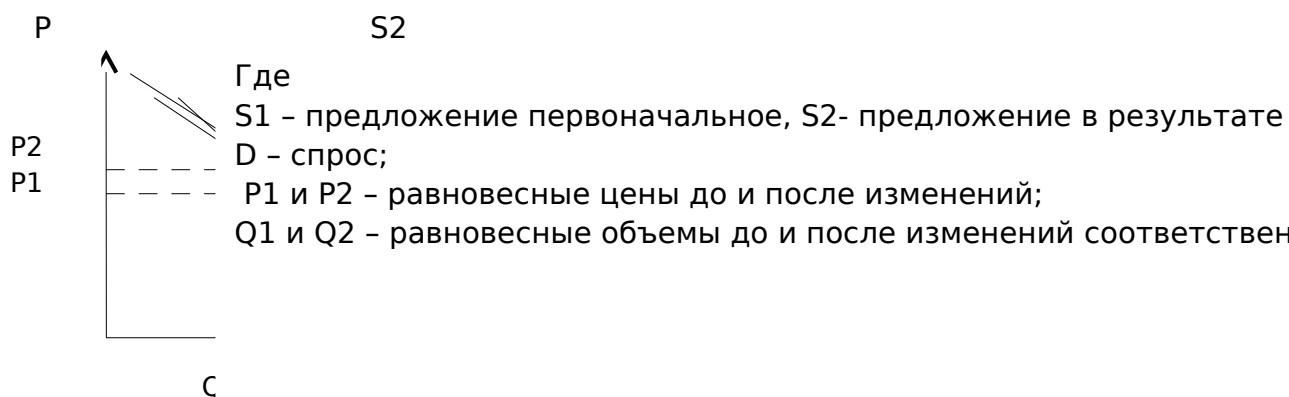 P S2
Где
S1 – предложение первоначальное, S2- предложение в результате
P2
D – спрос;
P1
P1 и P2 – равновесные цены до и после изменений;
Q1 и Q2 – равновесные объемы до и после изменений соответствен